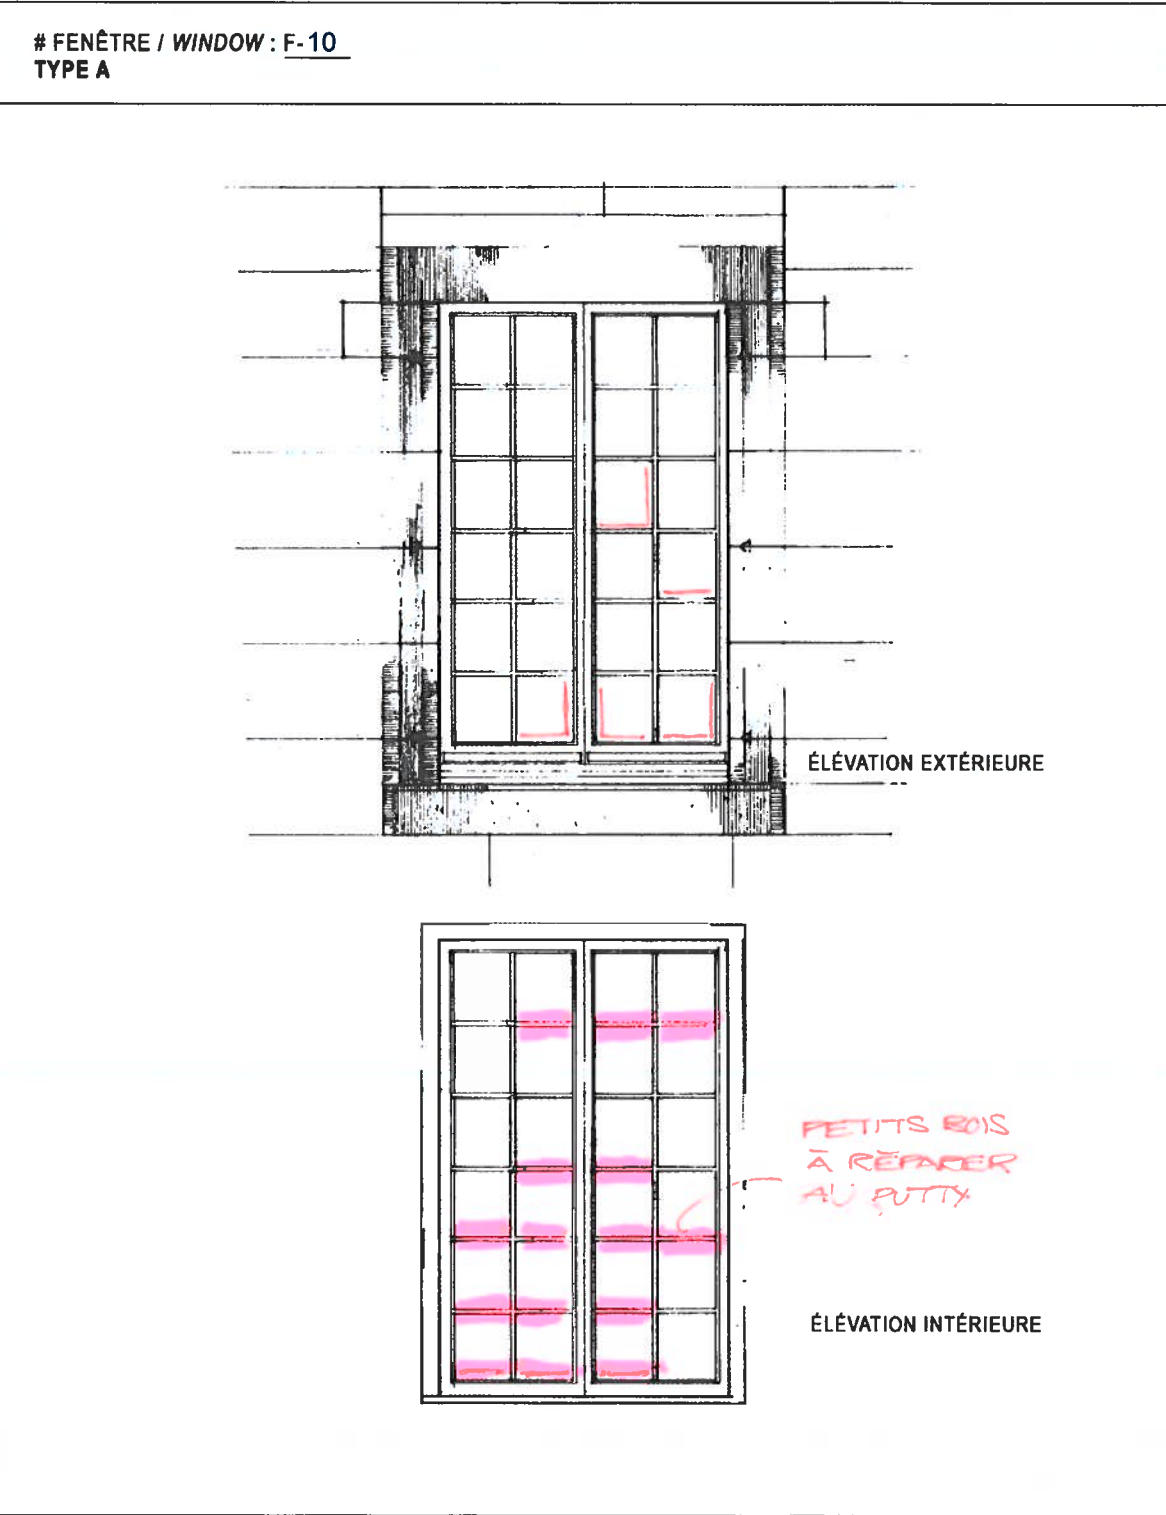 # FENÊTRE / WINDOW : F-10
TYPE A
ÉLÉVATION EXTÉRIEURE
PETITS BOIS
À RÉPARER
AU PUTTY
ÉLÉVATION INTÉRIEURE